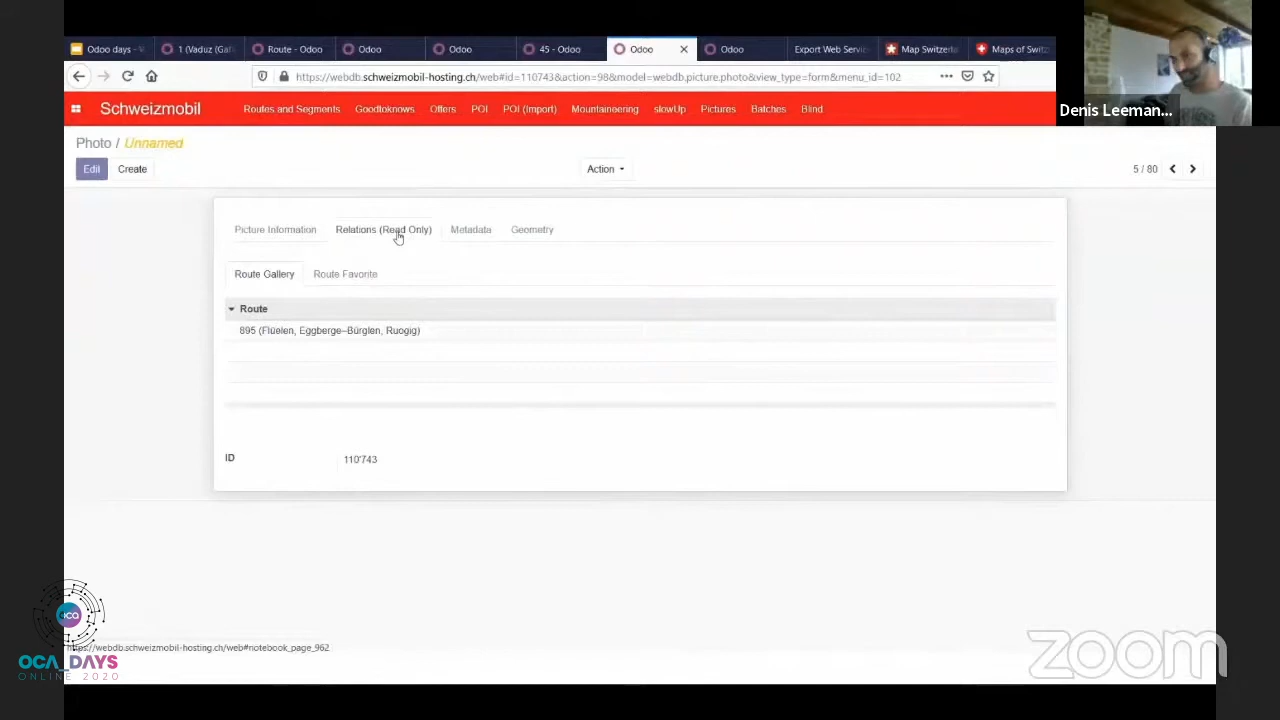 Odoo days -
1 (Vaduz (Gaf
Route - Odoo
Odoo
Odoo
45 - Odoo
Odoo
Odoo
Export Web Servic
Map Switzerla
Maps of Switz
https://webdb.schweizmobil-hosting.ch/web#id=110743&action=98&model=webdb.picture.photo&view_type=form&menu_id=102
Denis Leeman...
Schweizmobil
Routes and Segments
Goodtoknows
Offers
POI
POI (Import)
Mountaineering
slowUp
Pictures
Batches
Blind
Photo / Unnamed
Edit
Create
Action
5 / 80
Picture Information
Relations (Read Only)
Metadata
Geometry
Route Gallery
Route Favorite
Route
895 (Flüelen, Eggberge–Bürglen, Ruogig)
ID
110'743
oca
https://webdb.schweizmobil-hosting.ch/web#notebook_page_962
OCA_DAYS
ONLINE 2020
zoom